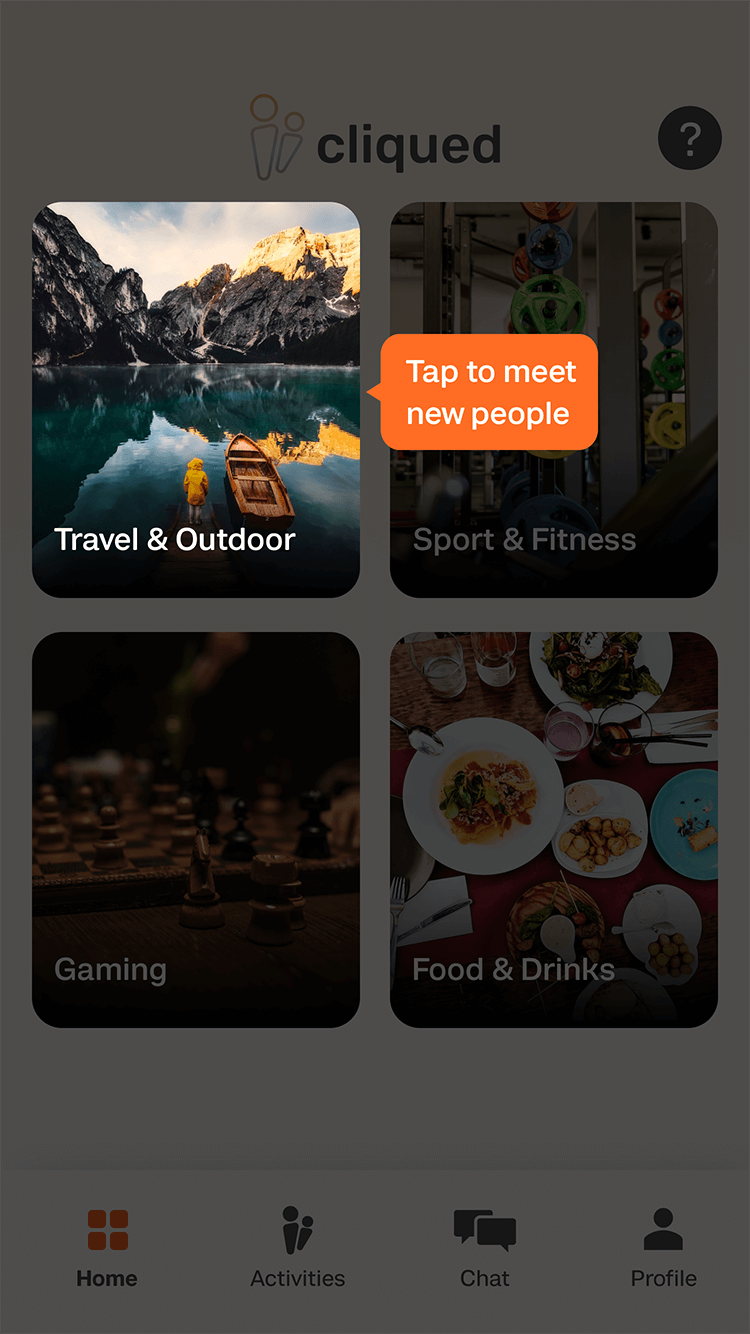 cliqued
?
Tap to meet
new people
Travel & Outdoor
Sport & Fitness
Gaming
Food & Drinks
Home
Activities
Chat
Profile